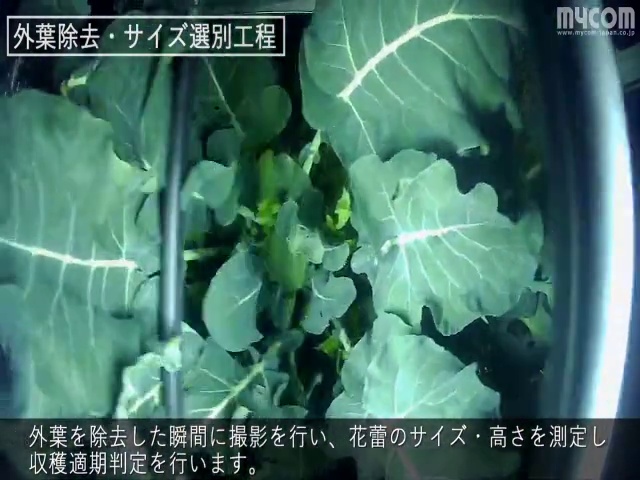 外葉除去・サイズ選別工程
mycom
www.mycom-japan.co.jp
外葉を除去した瞬間に撮影を行い、花蕾のサイズ・高さを測定し
収穫適期判定を行います。